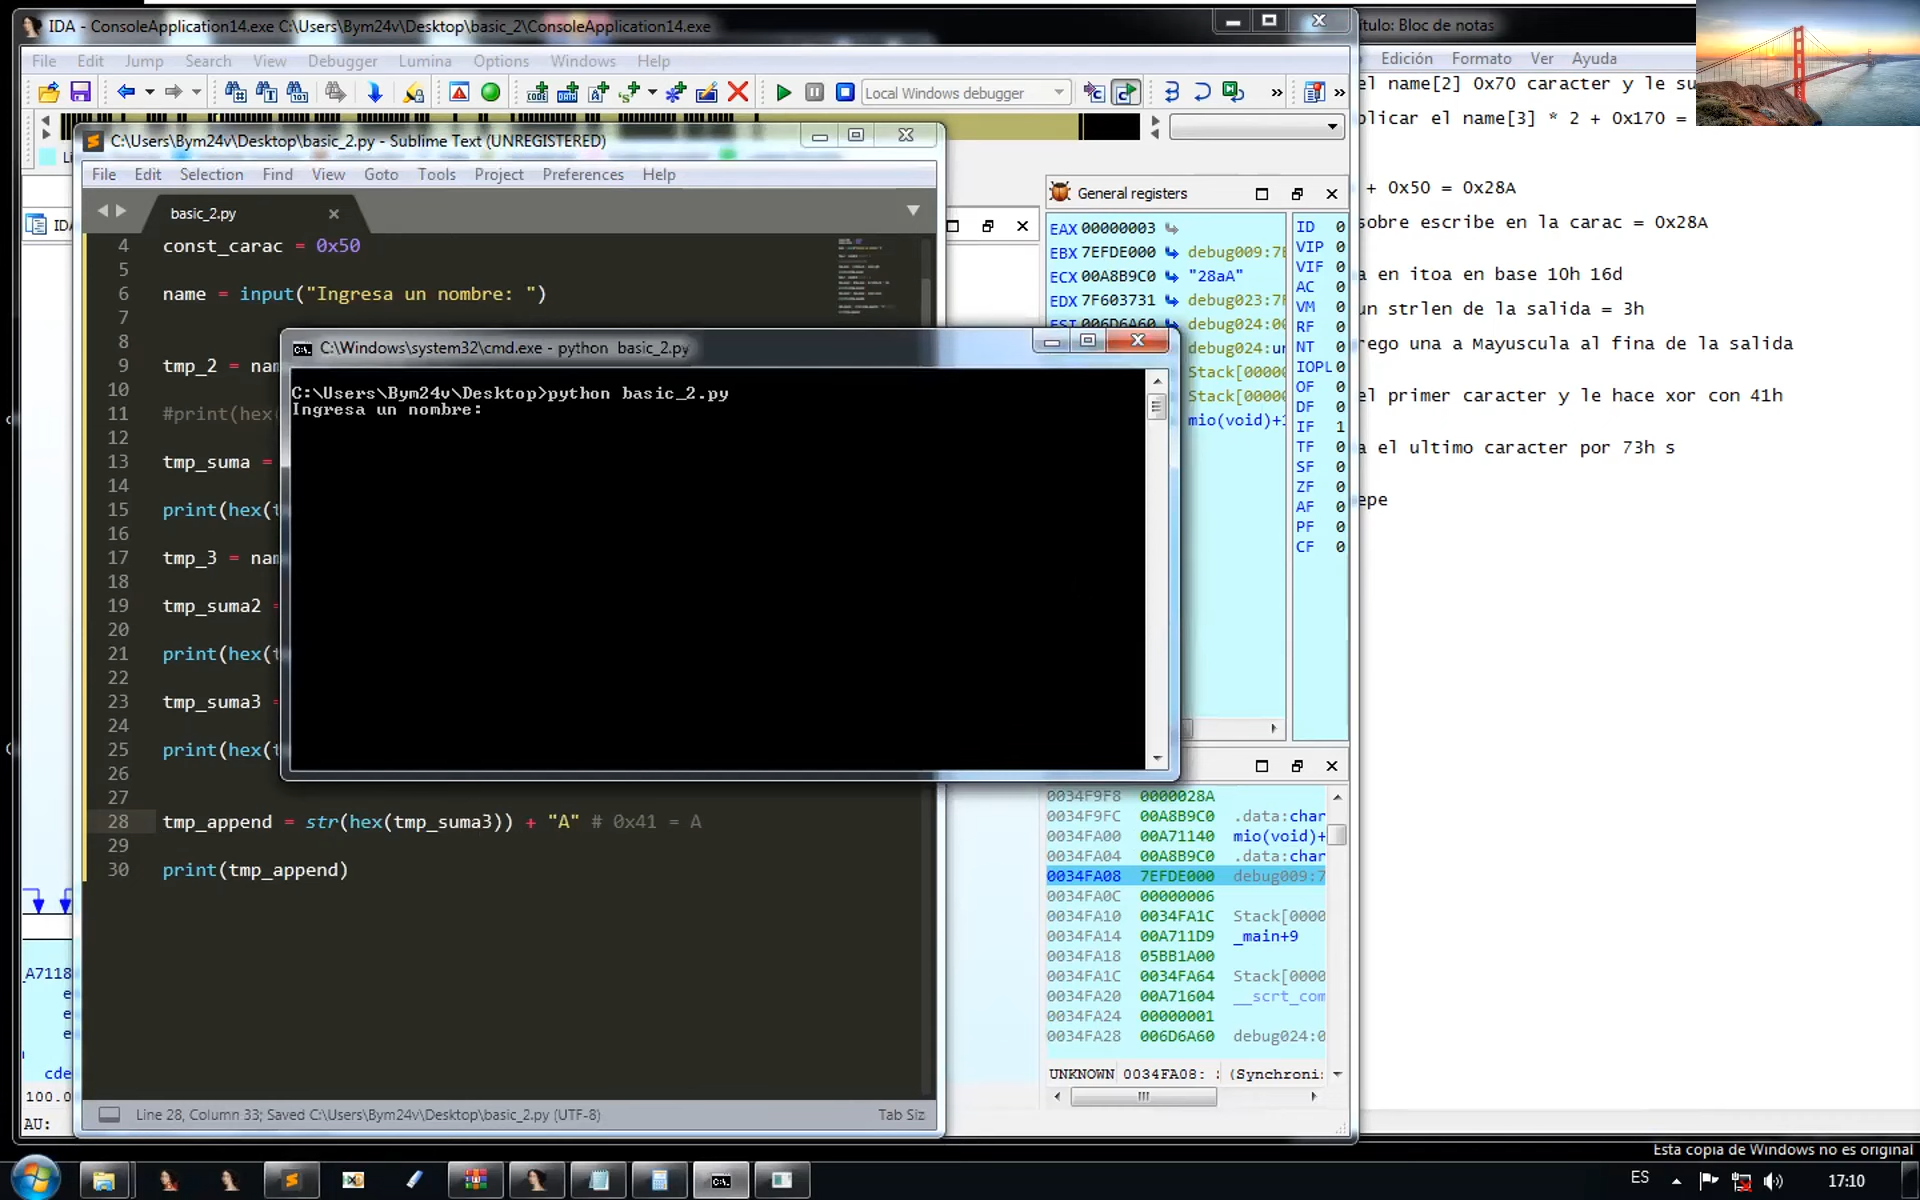 IDA - ConsoleApplication14.exe C:\Users\Bym24v\Desktop\basic_2\ConsoleApplication14.exe
File Edit Jump Search View Debugger Lumina Options Windows Help
Local Windows debugger
C:\Users\Bym24v\Desktop\basic_2.py - Sublime Text (UNREGISTERED)
File Edit Selection Find View Goto Tools Project Preferences Help
basic_2.py
4 const_carac = 0x50
5
6 name = input("Ingresa un nombre: ")
7
8
9 tmp_2 =
10
11 #print(hex(
12
13 tmp_suma =
14
15 print(hex(
16
17 tmp_3 =
18
19 tmp_suma2 =
20
21 print(hex(
22
23 tmp_suma3 =
24
25 print(hex(
26
27
28 tmp_append = str(hex(tmp_suma3)) + "A" # 0x41 = A
29
30 print(tmp_append)
Line 28, Column 33; Saved C:\Users\Bym24v\Desktop\basic_2.py (UTF-8) Tab Siz
C:\Windows\system32\cmd.exe - python basic_2.py
C:\Users\Bym24v\Desktop>python basic_2.py
Ingresa un nombre:
General registers
EAX 00000003
EBX 7EFDE000 debug009:7E
ECX 00A8B9C0 "28aA"
EDX 7F603731 debug023:7
006D6A60 debug024:0
debug024:u
Stack[0000
Stack[0000
mio(void)+
ID 0
VIP 0
VIF 0
AC 0
VM 0
RF 0
NT 0
IOPL 0
OF 0
DF 0
IF 1
TF 0
SF 0
ZF 0
AF 0
PF 0
CF 0
0034F9F8 0000028A
0034F9FC 00A8B9C0 .data:char
0034FA00 00A71140 mio(void)+
0034FA04 00A8B9C0 .data:char
0034FA08 7EFDE000 debug009:7
0034FA0C 00000006
0034FA10 0034FA1C Stack[0000
0034FA14 00A711D9 _main+9
0034FA18 05BB1A00
0034FA1C 0034FA64 Stack[0000
0034FA20 00A71604 __scrt_com
0034FA24 00000001
0034FA28 006D6A60 debug024:0
UNKNOWN 0034FA08: (Synchroni
_A7118
cde
100.0
AU:
ítulo: Bloc de notas
Edición Formato Ver Ayuda
el name[2] 0x70 caracter y le su
plicar el name[3] * 2 + 0x170 =
+ 0x50 = 0x28A
sobre escribe en la carac = 0x28A
a en itoa en base 10h 16d
un strlen de la salida = 3h
rego una a Mayuscula al fina de la salida
el primer caracter y le hace xor con 41h
a el ultimo caracter por 73h s
epe
Esta copia de Windows no es original
ES 17:10